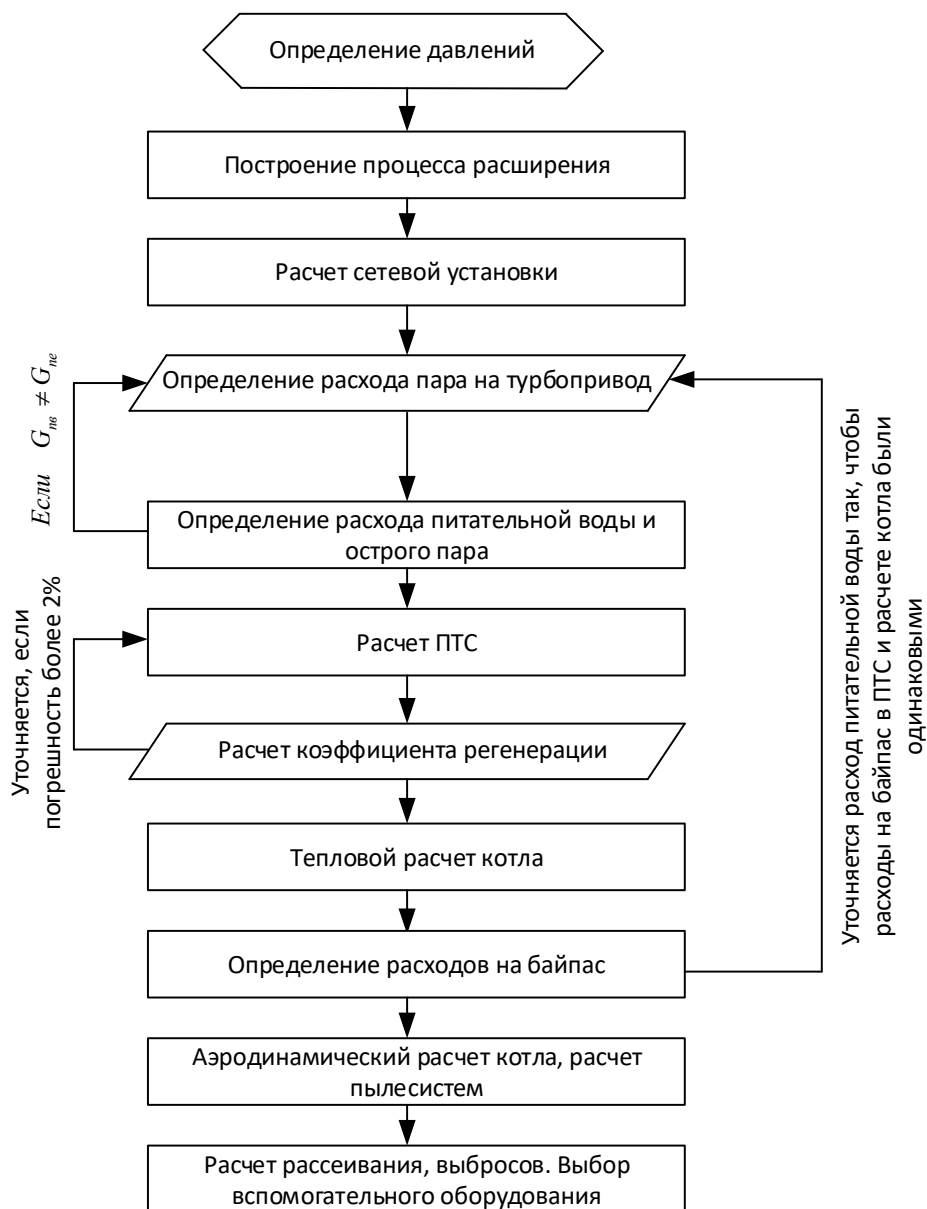 Определение давлений
Построение процесса расширения
Расчет сетевой установки
Определение расхода пара на турбопривод
Если G_пв ≠ G_пе
Определение расхода питательной воды и
острого пара
Расчет ПТС
Уточняется, если
погрешность более 2%
Расчет коэффициента регенерации
Тепловой расчет котла
Определение расходов на байпас
Уточняется расход питательной воды так, чтобы
расходы на байпас в ПТС и расчете котла были
одинаковыми
Аэродинамический расчет котла, расчет
пылесистем
Расчет рассеивания, выбросов. Выбор
вспомогательного оборудования